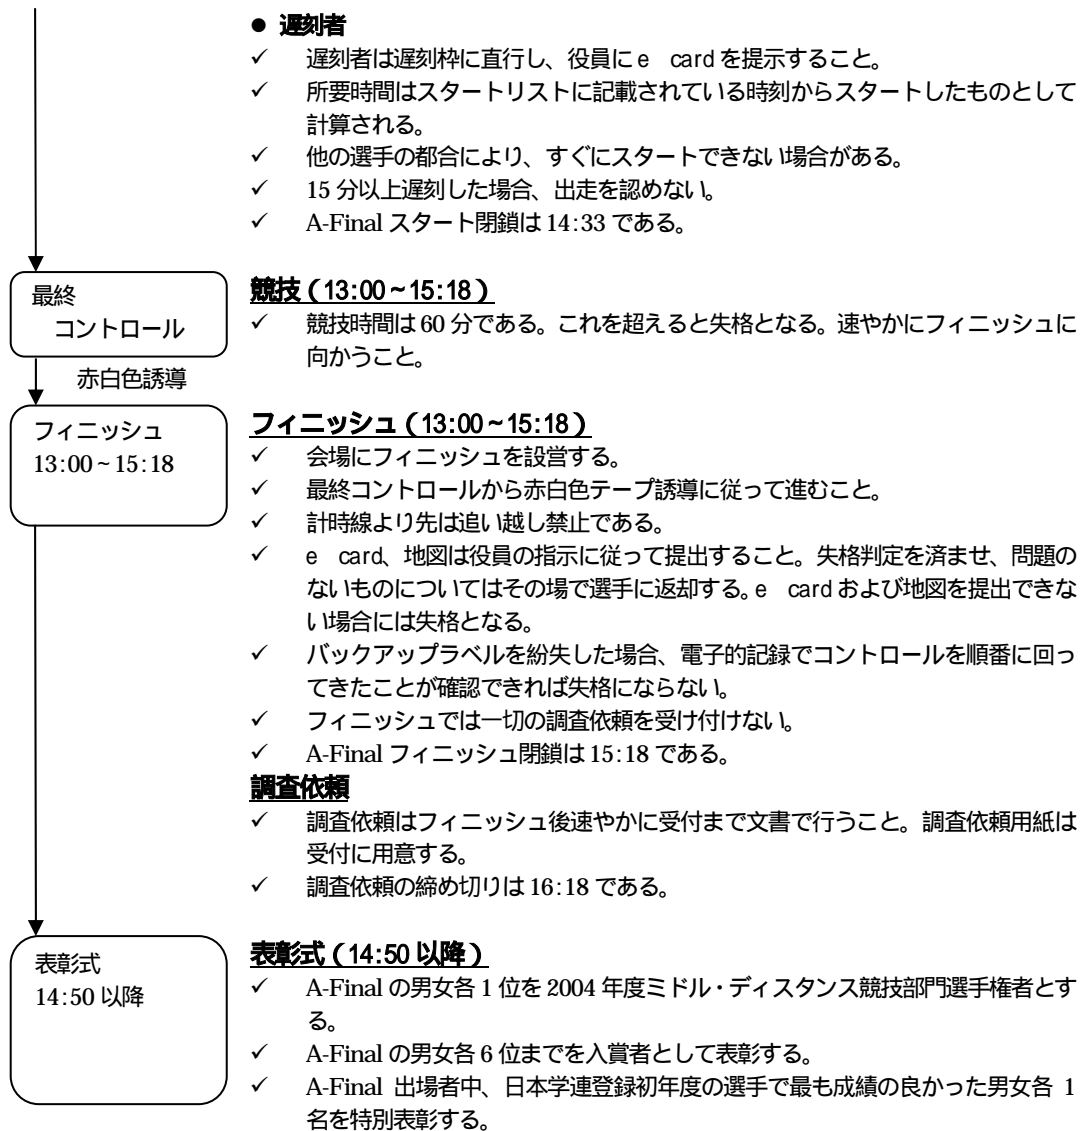 ● 遅刻者
✓ 遅刻者は遅刻枠に直行し、役員に e card を提示すること。
✓ 所要時間はスタートリストに記載されている時刻からスタートしたものとして
計算される。
✓ 他の選手の都合により、すぐにスタートできない場合がある。
✓ 15 分以上遅刻した場合、出走を認めない。
✓ A-Final スタート閉鎖は 14:33 である。
最終
コントロール
赤白色誘導
競技（13:00～15:18）
✓ 競技時間は 60 分である。これを超えると失格となる。速やかにフィニッシュに
向かうこと。
フィニッシュ
13:00～15:18
フィニッシュ（13:00～15:18）
✓ 会場にフィニッシュを設営する。
✓ 最終コントロールから赤白色テープ誘導に従って進むこと。
✓ 計時線より先は追い越し禁止である。
✓ e card、地図は役員の指示に従って提出すること。失格判定を済ませ、問題の
ないものについてはその場で選手に返却する。e card および地図を提出できな
い場合には失格となる。
✓ バックアップラベルを紛失した場合、電子的記録でコントロールを順番に回っ
てきたことが確認できれば失格にならない。
✓ フィニッシュでは一切の調査依頼を受け付けない。
✓ A-Final フィニッシュ閉鎖は 15:18 である。
調査依頼
✓ 調査依頼はフィニッシュ後速やかに受付まで文書で行うこと。調査依頼用紙は
受付に用意する。
✓ 調査依頼の締め切りは 16:18 である。
表彰式
14:50 以降
表彰式（14:50 以降）
✓ A-Final の男女各 1 位を 2004 年度ミドル・ディスタンス競技部門選手権者とす
る。
✓ A-Final の男女各 6 位までを入賞者として表彰する。
✓ A-Final 出場者中、日本学連登録初年度の選手で最も成績の良かった男女各 1
名を特別表彰する。